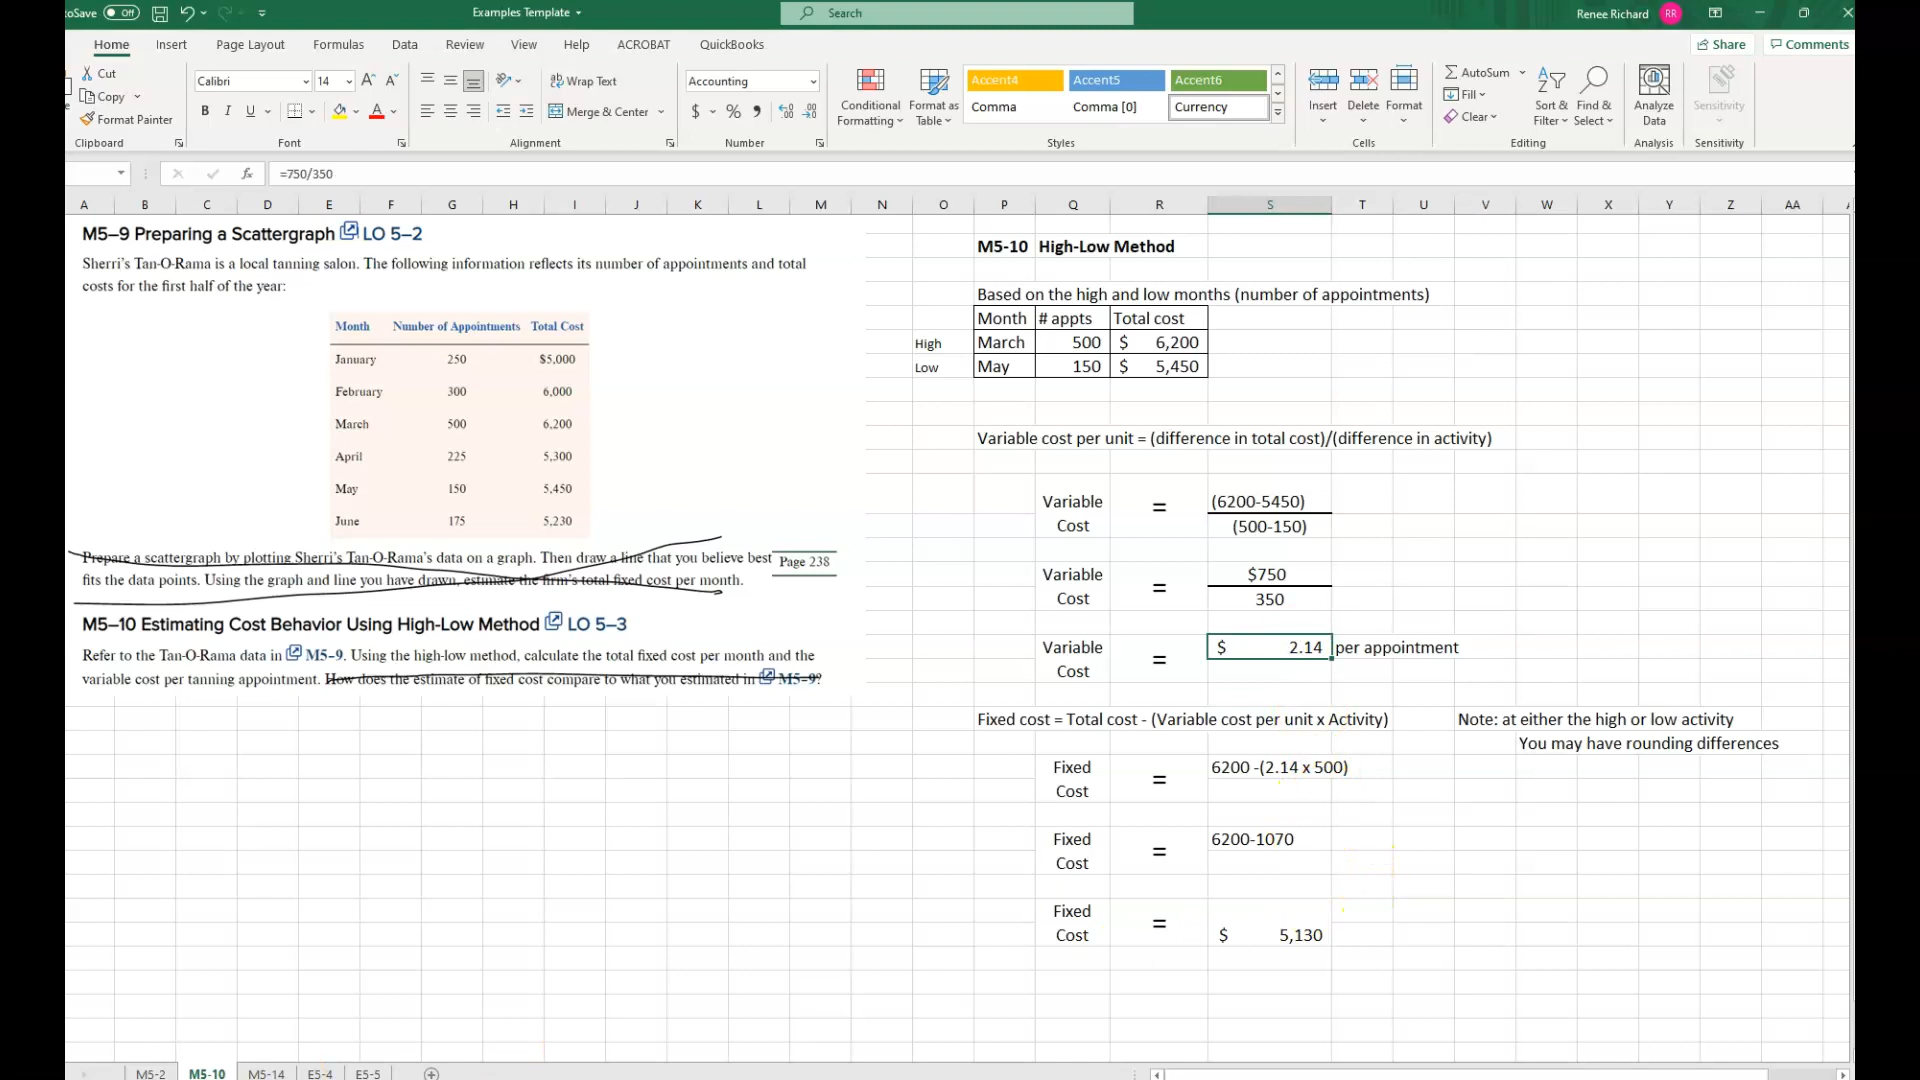 oSave Off Examples Template Search Renee Richard RR
Home Insert Page Layout Formulas Data Review View Help ACROBAT QuickBooks Share Comments
Cut
Copy
Format Painter
Clipboard
Calibri 14
B I U
Font
Wrap Text
Merge & Center
Alignment
Accounting
$ % 9
Number
Conditional Formatting
Format as Table
Accent4 Accent5 Accent6
Comma Comma [0] Currency
Styles
Insert Delete Format
Cells
AutoSum
Fill
Clear
Sort & Filter
Find & Select
Editing
Analyze Data
Analysis
Sensitivity
Sensitivity
fx =750/350
A B C D E F G H I J K L M N O P Q R S T U V W X Y Z AA
M5–9 Preparing a Scattergraph LO 5–2
Sherri’s Tan-O-Rama is a local tanning salon. The following information reflects its number of appointments and total
costs for the first half of the year:
Month Number of Appointments Total Cost
January 250 $5,000
February 300 6,000
March 500 6,200
April 225 5,300
May 150 5,450
June 175 5,230
Prepare a scattergraph by plotting Sherri’s Tan-O-Rama’s data on a graph. Then draw a line that you believe best
Page 238
fits the data points. Using the graph and line you have drawn, estimate the firm’s total fixed cost per month.
M5–10 Estimating Cost Behavior Using High-Low Method LO 5–3
Refer to the Tan-O-Rama data in M5–9. Using the high-low method, calculate the total fixed cost per month and the
variable cost per tanning appointment. How does the estimate of fixed cost compare to what you estimated in M5–9?
M5-10 High-Low Method
Based on the high and low months (number of appointments)
Month # appts Total cost
High March 500 $ 6,200
Low May 150 $ 5,450
Variable cost per unit = (difference in total cost)/(difference in activity)
Variable Cost = (6200-5450)
(500-150)
Variable Cost = $750
350
Variable Cost = $ 2.14 per appointment
Fixed cost = Total cost - (Variable cost per unit x Activity) Note: at either the high or low activity
You may have rounding differences
Fixed Cost = 6200 -(2.14 x 500)
Fixed Cost = 6200-1070
Fixed Cost = $ 5,130
M5-2 M5-10 M5-14 E5-4 E5-5